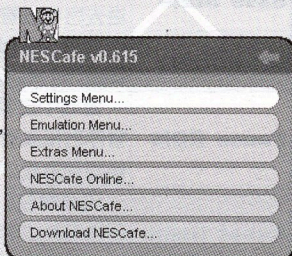 NESCafe v0.615
Settings Menu...
Emulation Menu...
Extras Menu...
NESCafe Online...
About NESCafe...
Download NESCafe...